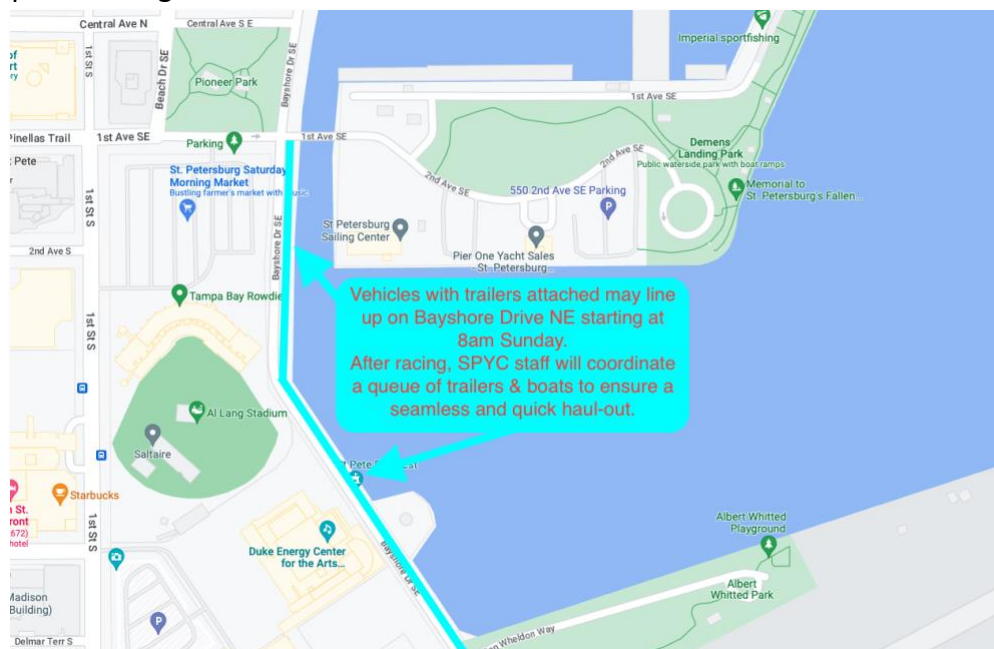 Central Ave N
Central Ave S E
Imperial sportfishing
1st St S
Beach Dr SE
Bayshore Dr SE
Pioneer Park
1st Ave SE
Pinellas Trail
1st Ave SE
Parking
1st Ave SE
Demens
Landing Park
Public waterside park with boat ramps
St. Petersburg Saturday
Morning Market
Bustling farmer's market with music
2nd Ave SE
2nd Ave SE
550 2nd Ave SE Parking
P
Memorial to
St. Petersburg's Fallen...
1st St S
Bayshore Dr SE
St Petersburg
Sailing Center
2nd Ave S
Pier One Yacht Sales
- St. Petersburg...
Tampa Bay Rowdie
Vehicles with trailers attached may line
up on Bayshore Drive NE starting at
8am Sunday.
After racing, SPYC staff will coordinate
a queue of trailers & boats to ensure a
seamless and quick haul-out.
1st St S
Al Lang Stadium
Saltaire
Starbucks
1st St S
Duke Energy Center
for the Arts...
Bayshore Dr SE
Albert Whitted
Playground
Albert
Whitted Park
Wheldon Way
P
Building)
Delmar Terr S